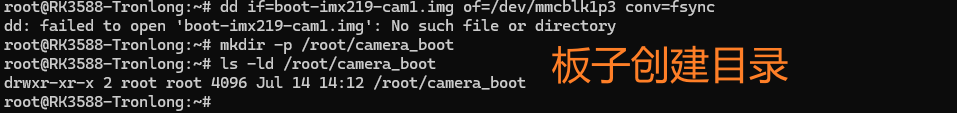 root@RK3588-Tronlong:~# dd if=boot-imx219-cam1.img of=/dev/mmcblk1p3 conv=fsync
dd: failed to open 'boot-imx219-cam1.img': No such file or directory
root@RK3588-Tronlong:~# mkdir -p /root/camera_boot
root@RK3588-Tronlong:~# ls -ld /root/camera_boot
drwxr-xr-x 2 root root 4096 Jul 14 14:12 /root/camera_boot
root@RK3588-Tronlong:~#
板子创建目录